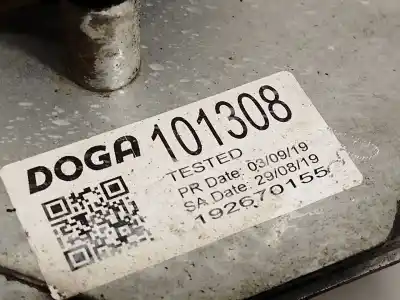 DOGA 101308
TESTED
PR Date: 03/09/19
SA Date: 29/08/19
192670155